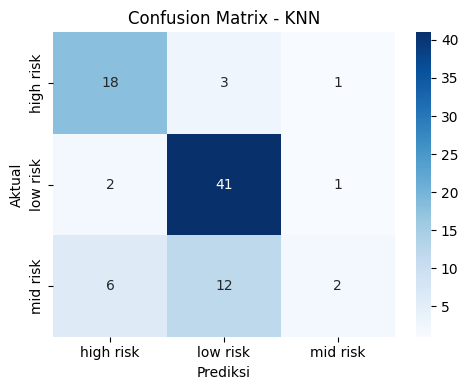 Confusion Matrix - KNN
Aktual
high risk
18
3
1
low risk
2
41
1
mid risk
6
12
2
high risk
low risk
mid risk
Prediksi
40
35
30
25
20
15
10
5